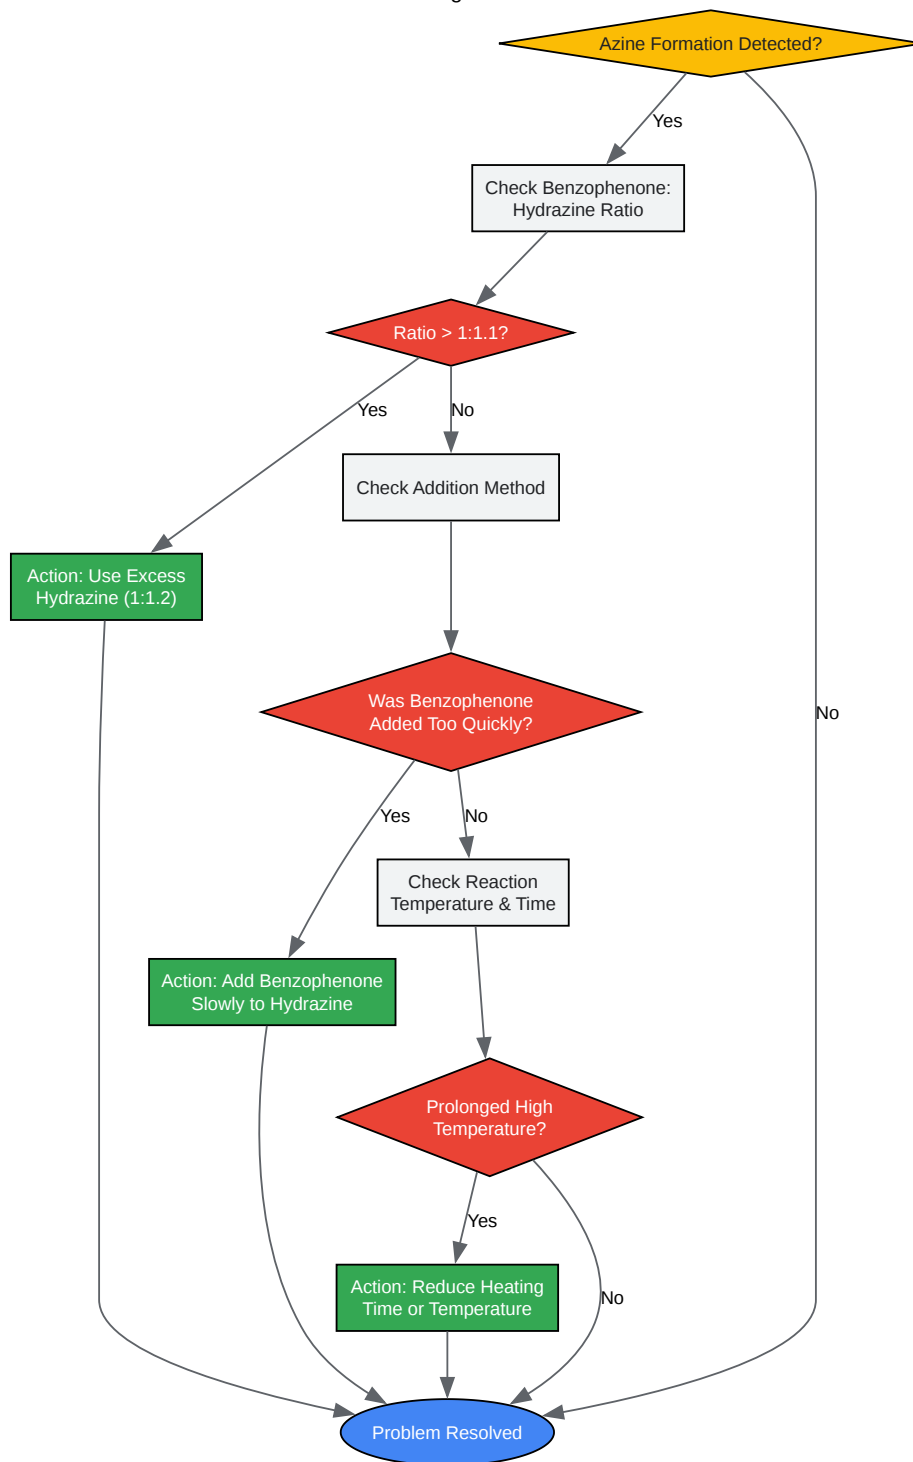 Azine Formation Detected?
Yes
Check Benzophenone:
Hydrazine Ratio
Ratio > 1:1.1?
Yes
No
Check Addition Method
Action: Use Excess
Hydrazine (1:1.2)
Was Benzophenone
Added Too Quickly?
No
Yes
No
Check Reaction
Temperature & Time
Action: Add Benzophenone
Slowly to Hydrazine
Prolonged High
Temperature?
Yes
No
Action: Reduce Heating
Time or Temperature
Problem Resolved